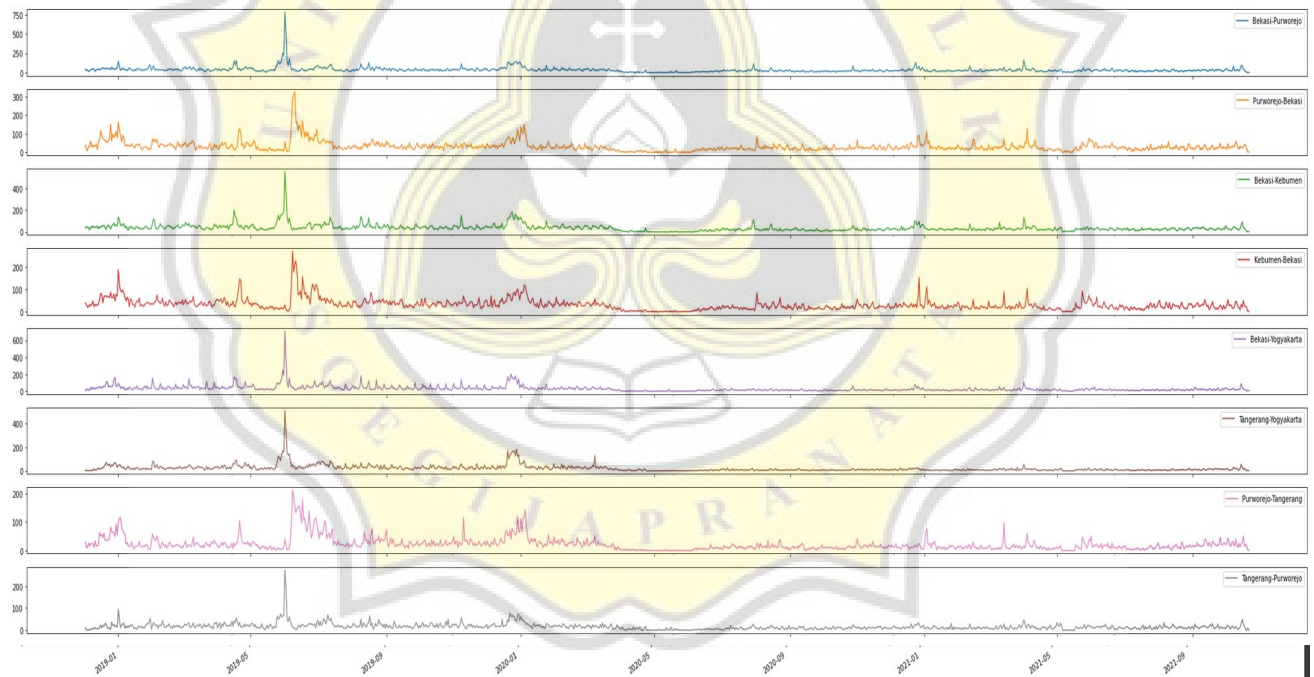 Bekasi-Purworejo
750
500
250
0
Purworejo-Bekasi
300
200
100
0
Bekasi-Kebumen
400
200
0
Kebumen-Bekasi
200
100
0
Bekasi-Yogyakarta
600
400
200
0
Tangerang-Yogyakarta
400
200
0
Purworejo-Tangerang
200
100
0
Tangerang-Purworejo
200
100
0
2019-01 2019-05 2019-09 2020-01 2020-05 2020-09 2021-01 2021-05 2021-09
UNI
LIK
SOEGIJAPRANATA